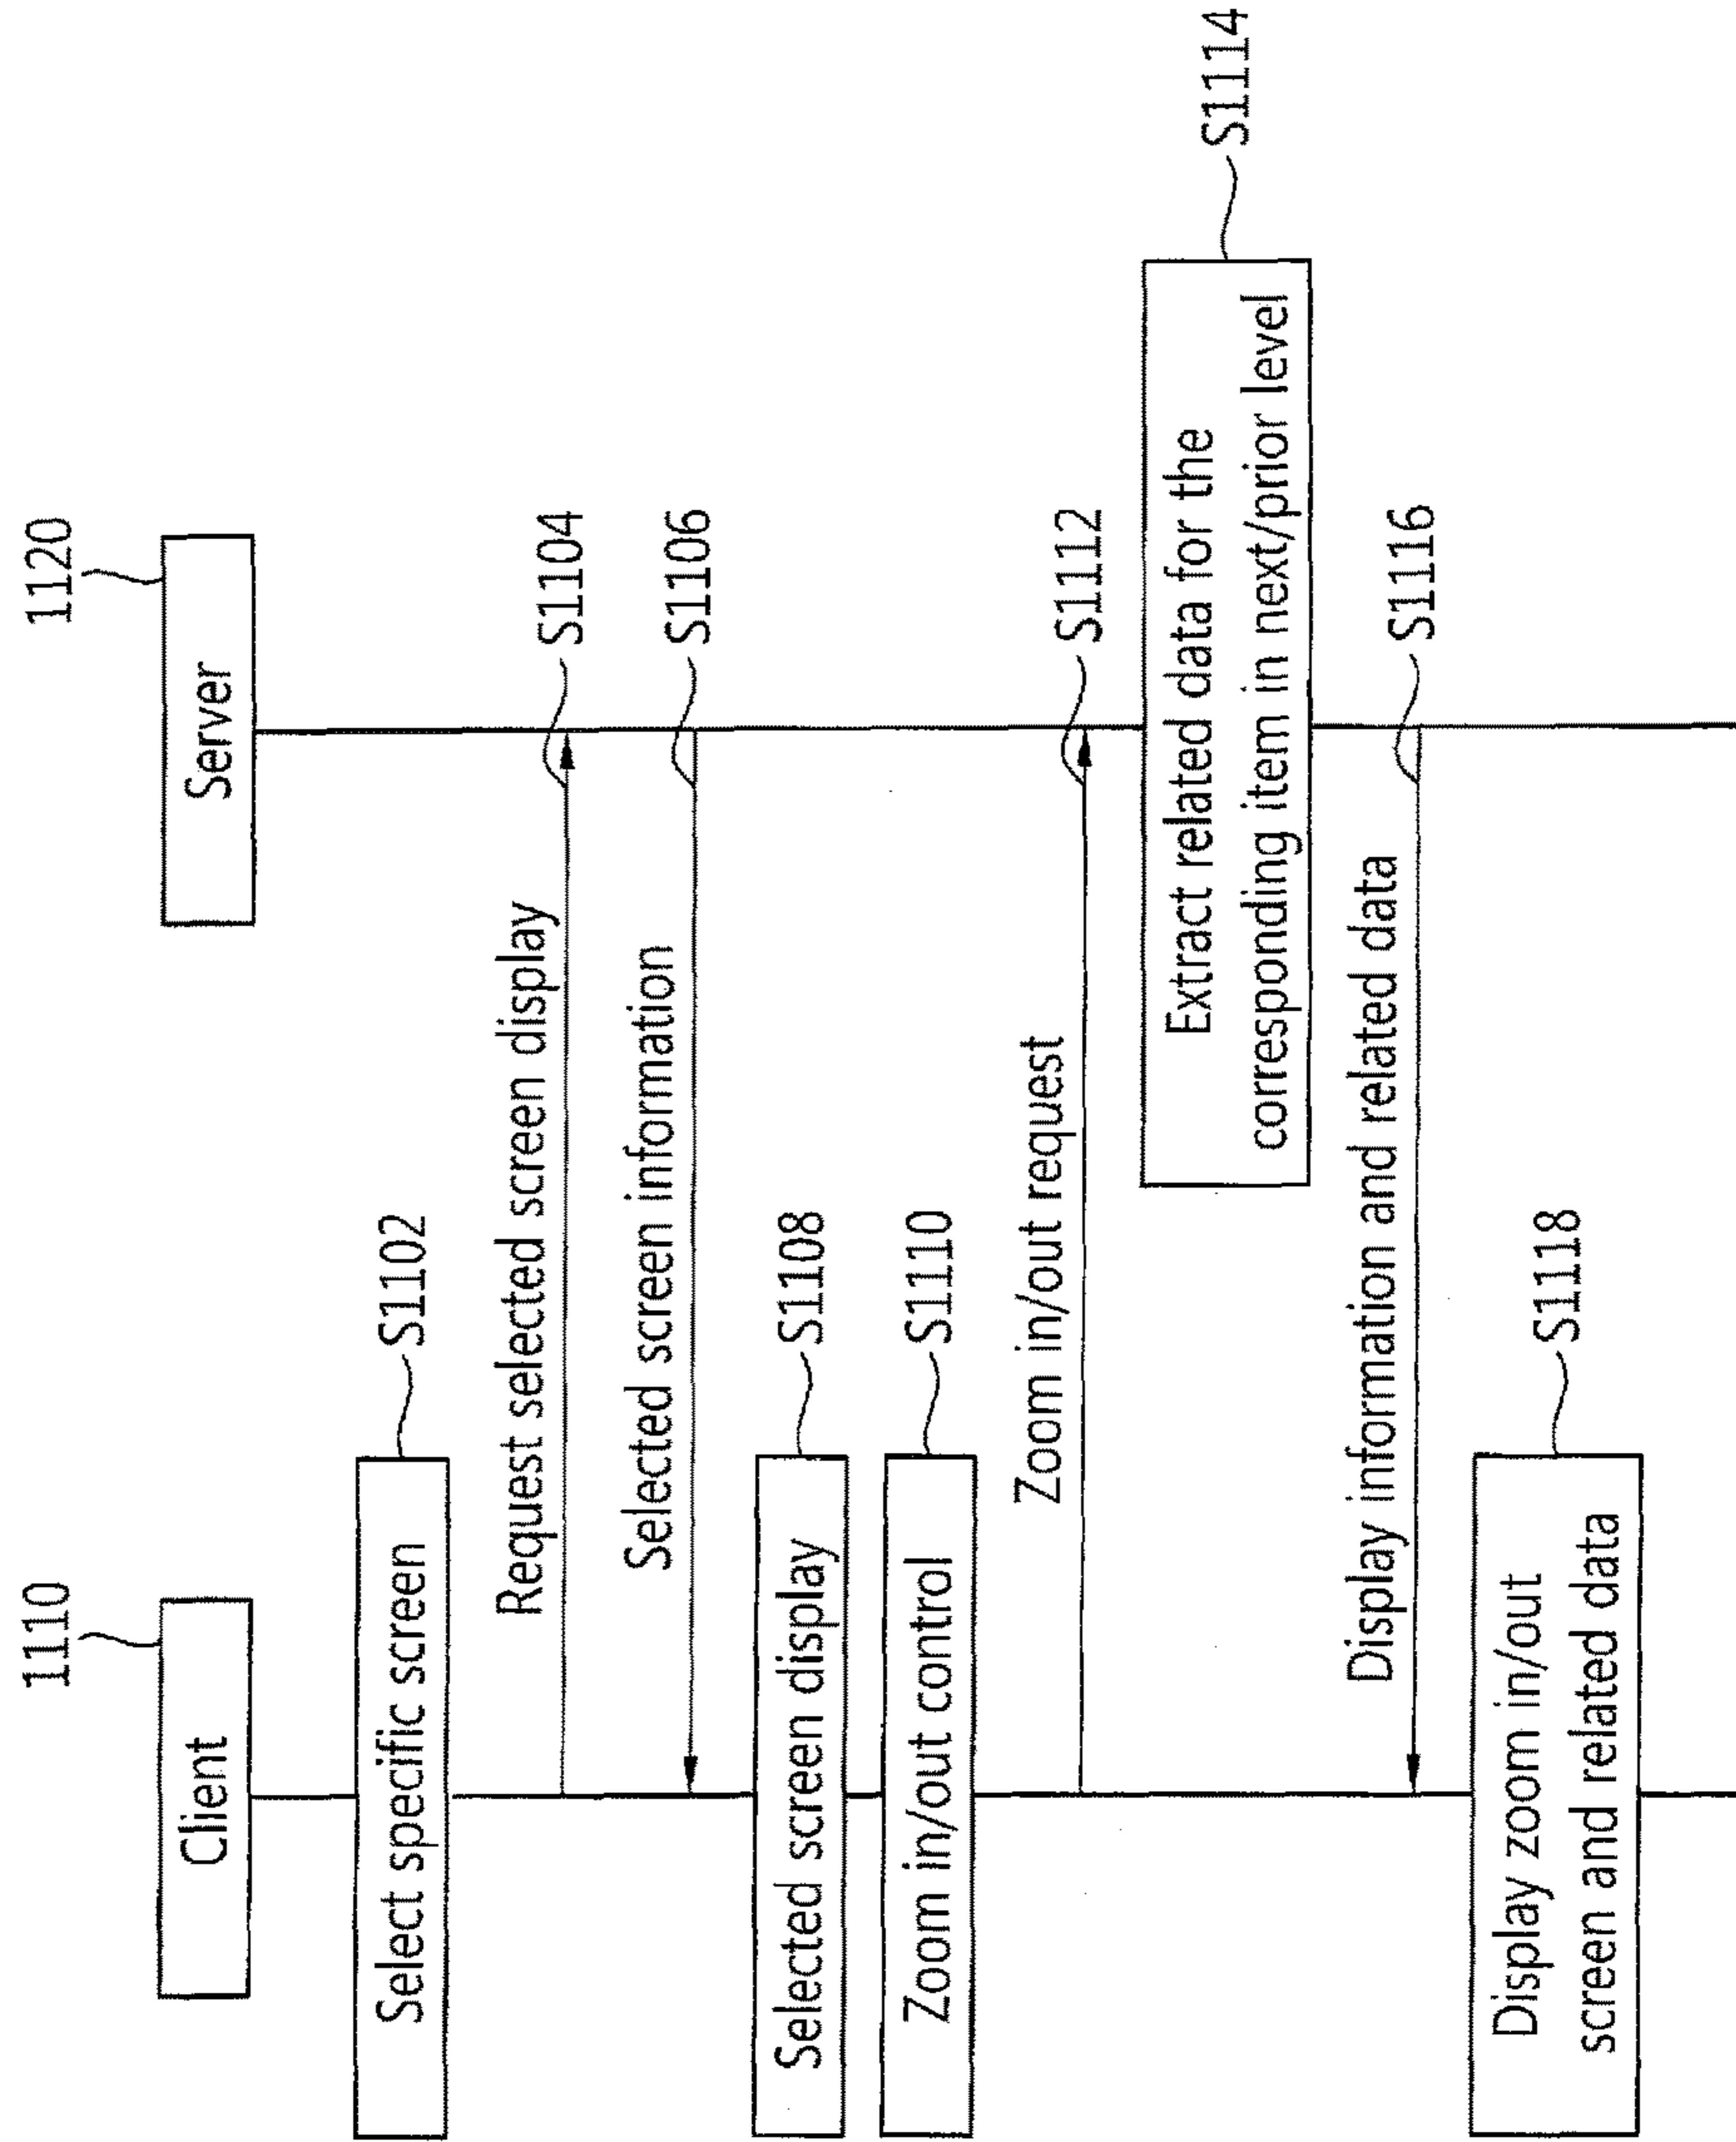 1110
1120
Client
Server
Select specific screen
S1102
Request selected screen display
S1104
Selected screen information
S1106
Selected screen display
S1108
Zoom in/out control
S1110
Zoom in/out request
S1112
Extract related data for the
corresponding item in next/prior level
S1114
Display information and related data
S1116
Display zoom in/out
screen and related data
S1118